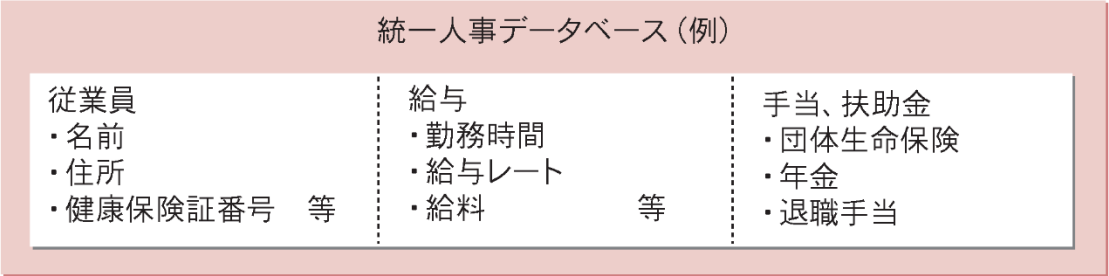 統一人事データベース（例）
従業員
・名前
・住所
・健康保険証番号　等
給与
・勤務時間
・給与レート
・給料　等
手当、扶助金
・団体生命保険
・年金
・退職手当